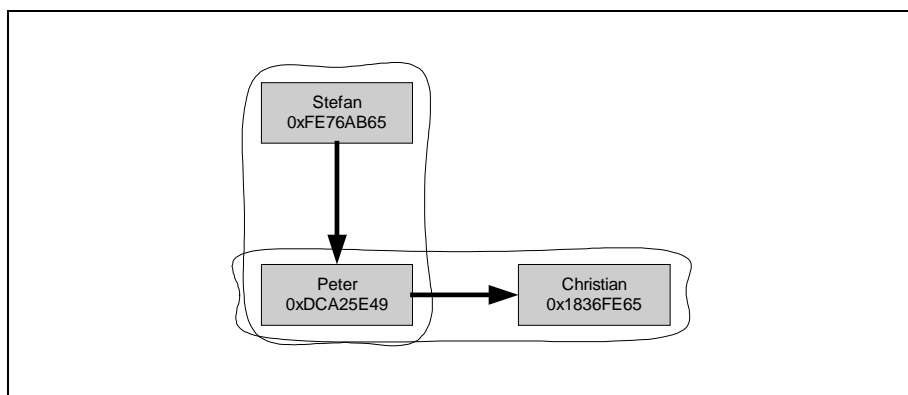 Stefan
0xFE76AB65
Peter
0xDCA25E49
Christian
0x1836FE65